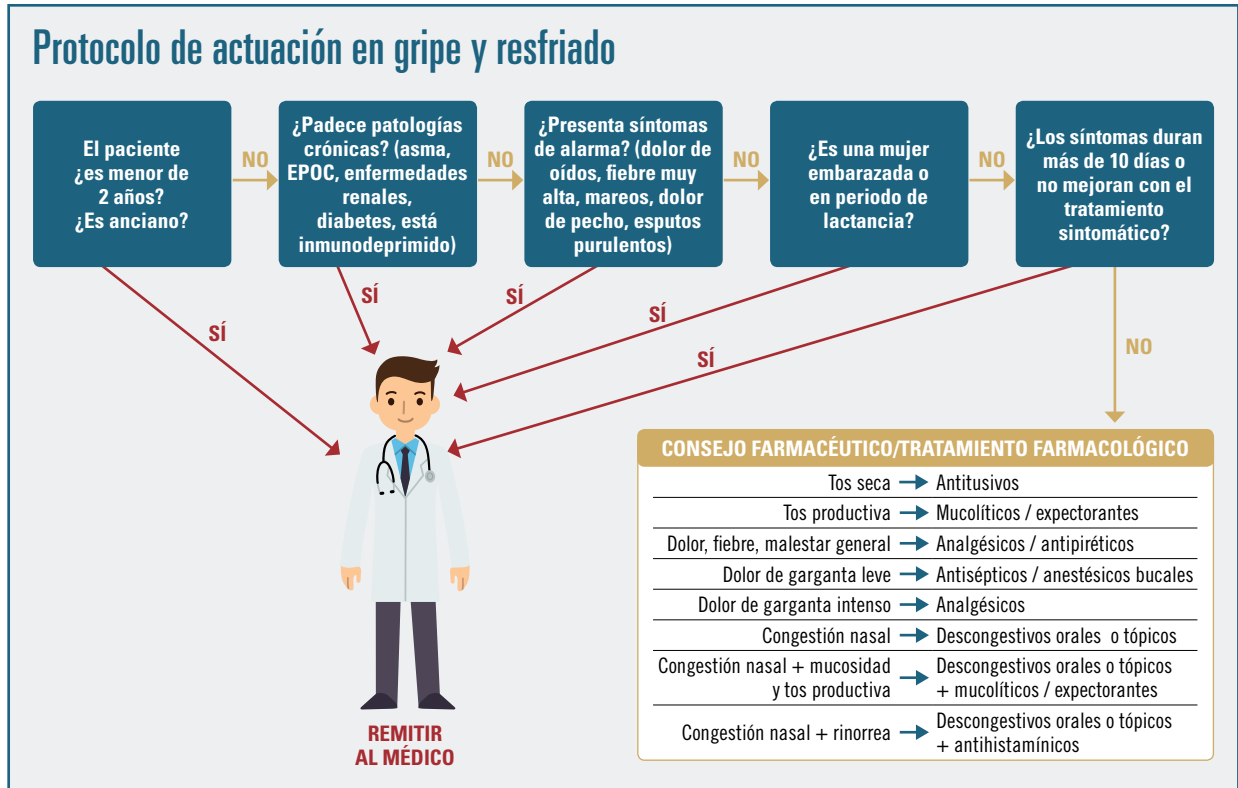 Protocolo de actuación en gripe y resfriado
El paciente
¿es menor de
2 años?
¿Es anciano?
NO
¿Padece patologías
crónicas? (asma,
EPOC, enfermedades
renales,
diabetes, está
inmunodeprimido)
NO
¿Presenta síntomas
de alarma? (dolor de
oídos, fiebre muy
alta, mareos, dolor
de pecho, esputos
purulentos)
NO
¿Es una mujer
embarazada o
en periodo de
lactancia?
NO
¿Los síntomas duran
más de 10 días o
no mejoran con el
tratamiento
sintomático?
SÍ
SÍ
SÍ
SÍ
SÍ
NO
REMITIR
AL MÉDICO
CONSEJO FARMACÉUTICO/TRATAMIENTO FARMACOLÓGICO
Tos seca → Antitusivos
Tos productiva → Mucolíticos / expectorantes
Dolor, fiebre, malestar general → Analgésicos / antipiréticos
Dolor de garganta leve → Antisépticos / anestésicos bucales
Dolor de garganta intenso → Analgésicos
Congestión nasal → Descongestivos orales o tópicos
Congestión nasal + mucosidad
y tos productiva → Descongestivos orales o tópicos
+ mucolíticos / expectorantes
Congestión nasal + rinorrea → Descongestivos orales o tópicos
+ antihistamínicos